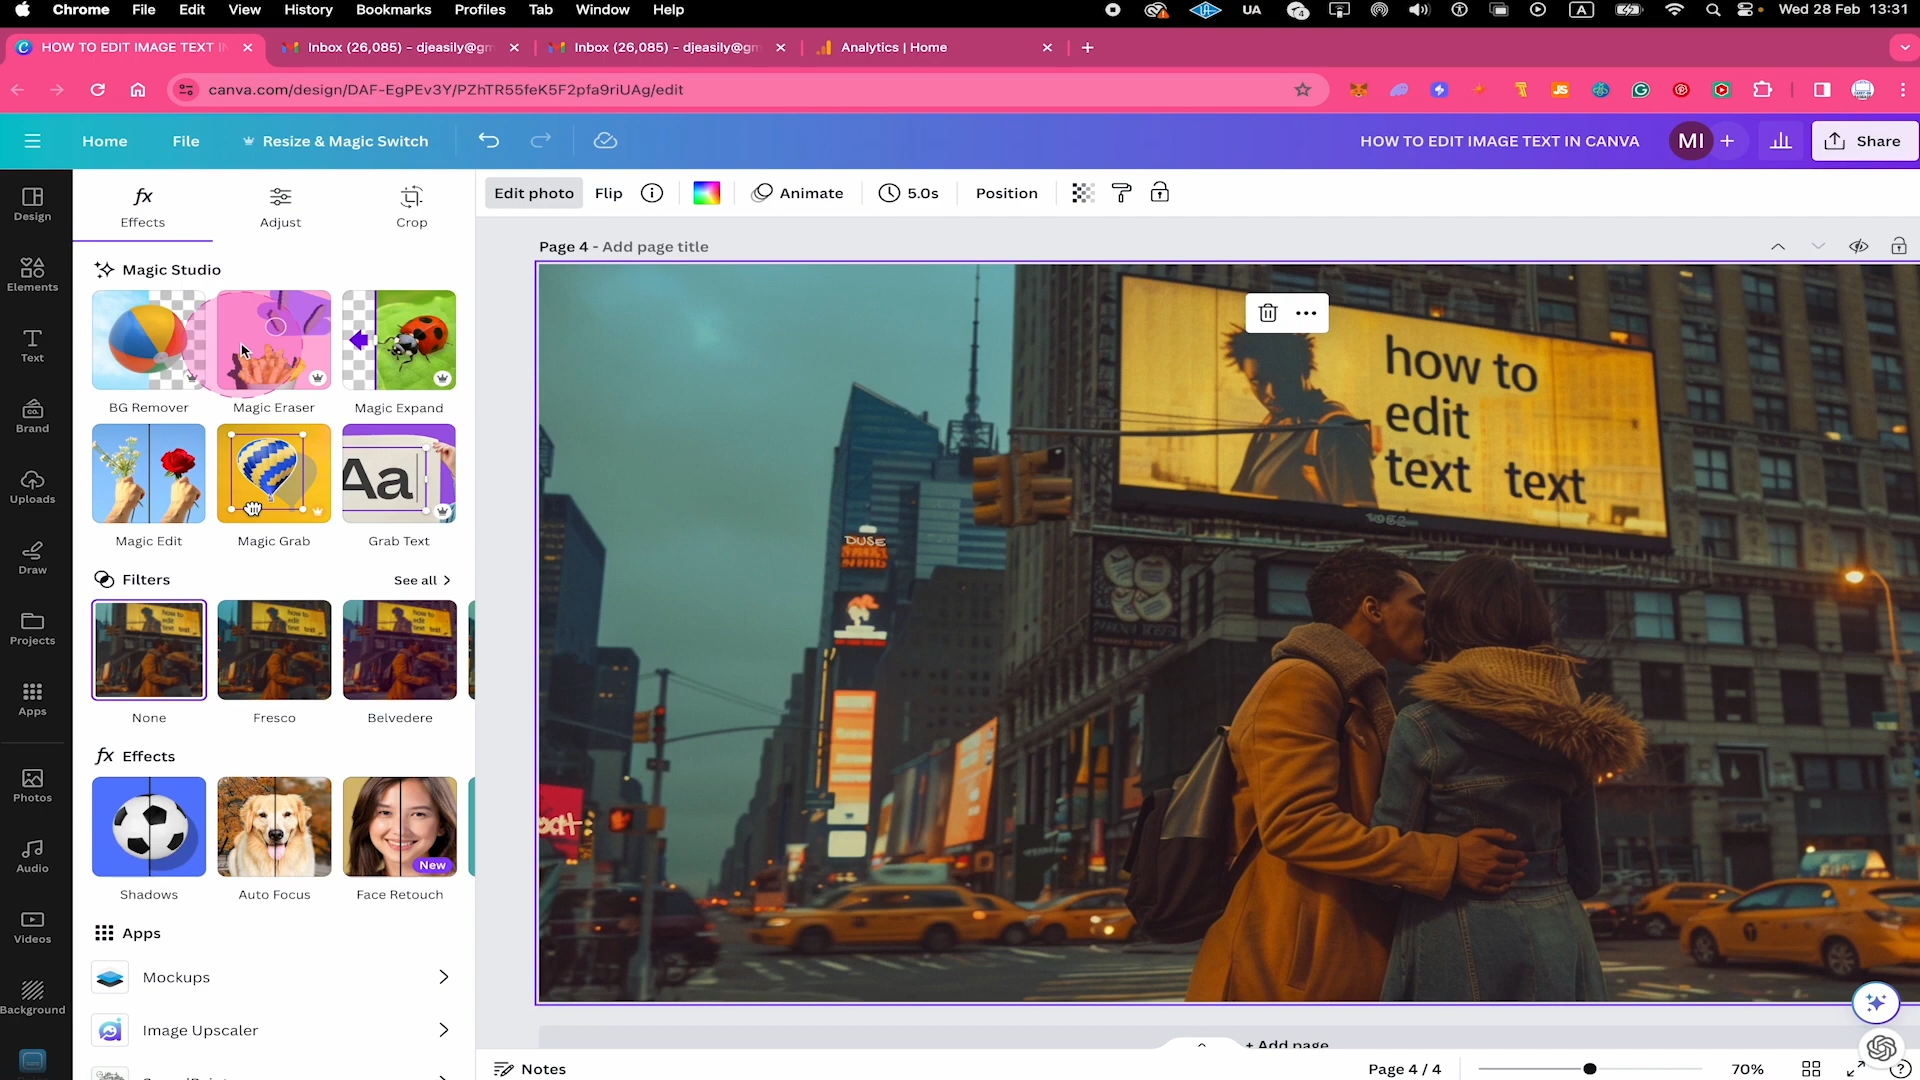 Chrome File Edit View History Bookmarks Profiles Tab Window Help
UA A Wed 28 Feb 13:31
HOW TO EDIT IMAGE TEXT IN
Inbox (26,085) - djeasily@gm
Inbox (26,085) - djeasily@gm
Analytics | Home
canva.com/design/DAF-EgPEv3Y/PZhTR55feK5F2pfa9riUAg/edit
Home File Resize & Magic Switch HOW TO EDIT IMAGE TEXT IN CANVA MI + Share
Design
Elements
Text
Brand
Uploads
Draw
Projects
Apps
Photos
Audio
Videos
Background
Effects Adjust Crop
Magic Studio
BG Remover Magic Eraser Magic Expand
Aa
Magic Edit Magic Grab Grab Text
Filters See all
None Fresco Belvedere
fx Effects
New
Shadows Auto Focus Face Retouch
Apps
Mockups
Image Upscaler
Edit photo Flip Animate 5.0s Position
Page 4 - Add page title
how to
edit
text text
DUSE
+ Add page
Notes Page 4 / 4 70%